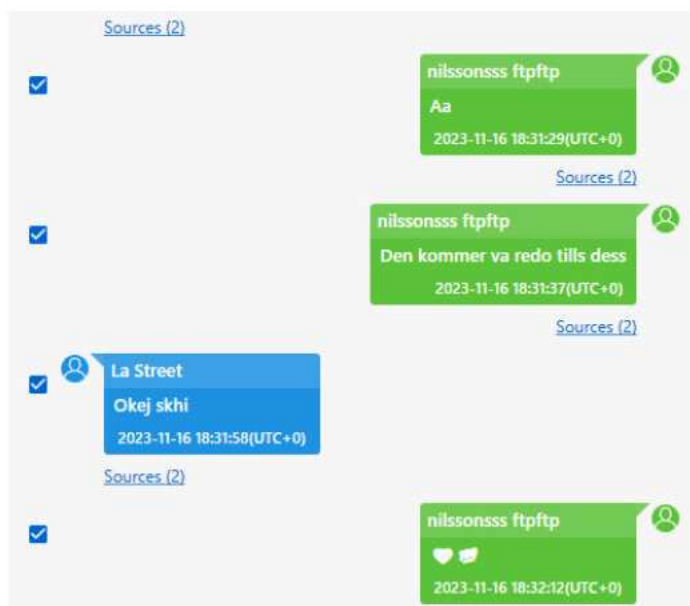 Sources (2)
nilssonsss ftpftp
Aa
2023-11-16 18:31:29(UTC+0)
Sources (2)
nilssonsss ftpftp
Den kommer va redo tills dess
2023-11-16 18:31:37(UTC+0)
Sources (2)
La Street
Okej skhi
2023-11-16 18:31:58(UTC+0)
Sources (2)
nilssonsss ftpftp
2023-11-16 18:32:12(UTC+0)